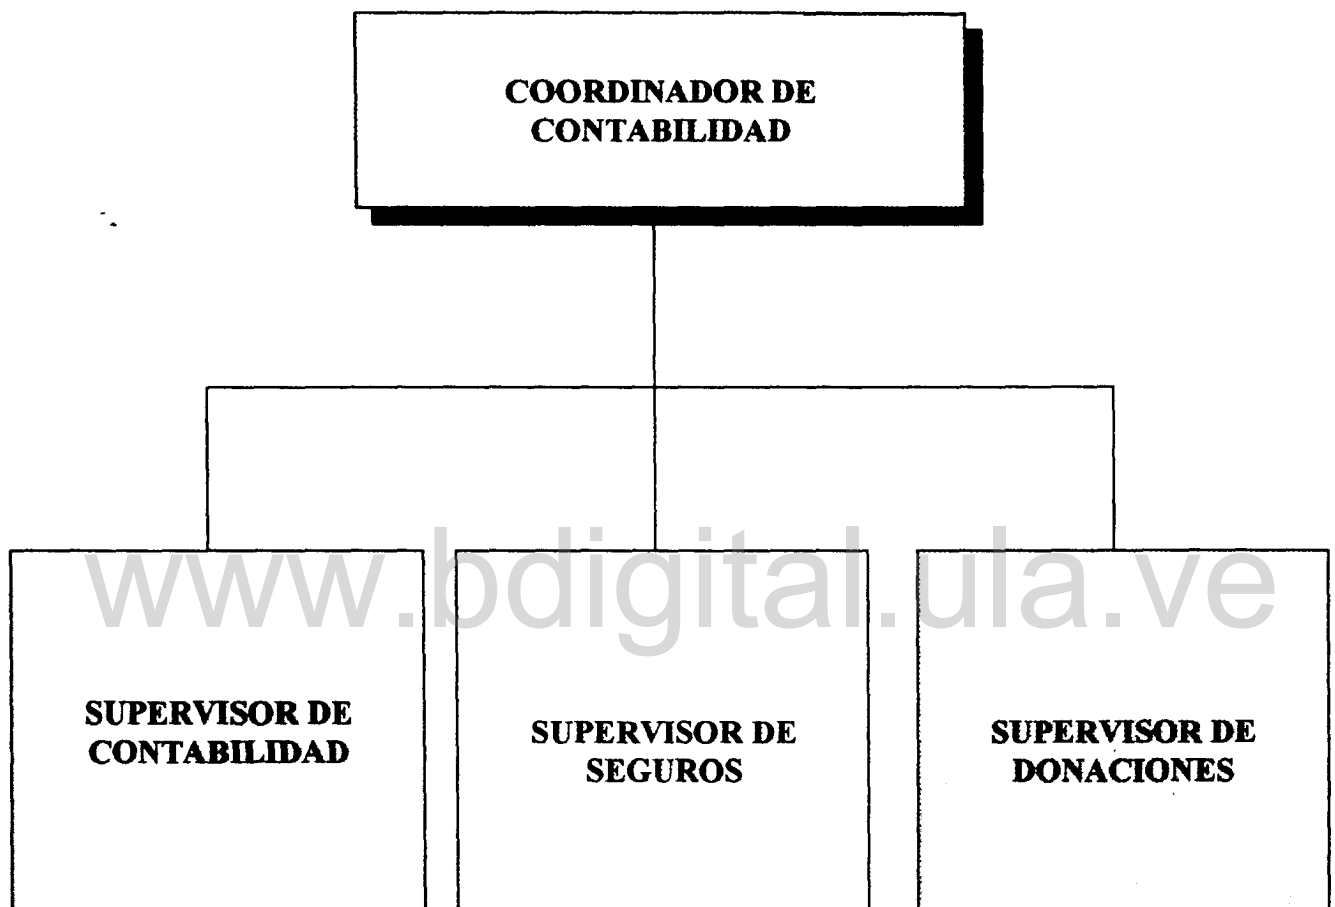 COORDINADOR DE
CONTABILIDAD
www.bdigital.ula.ve
SUPERVISOR DE
CONTABILIDAD
SUPERVISOR DE
SEGUROS
SUPERVISOR DE
DONACIONES